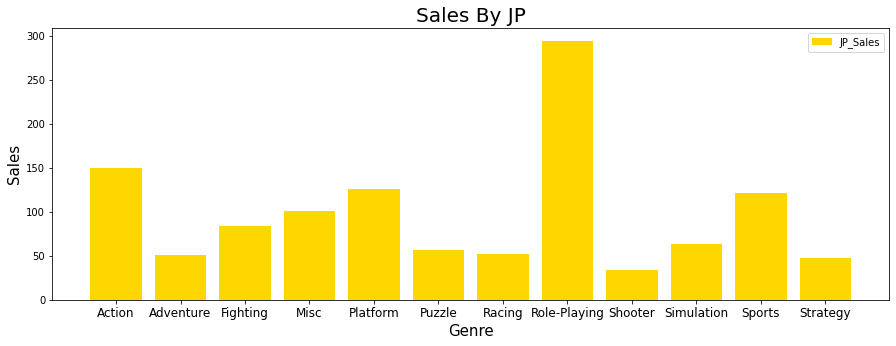 Sales By JP
JP_Sales
Sales
300
250
200
150
100
50
0
Action Adventure Fighting Misc Platform Puzzle Racing Role-Playing Shooter Simulation Sports Strategy
Genre